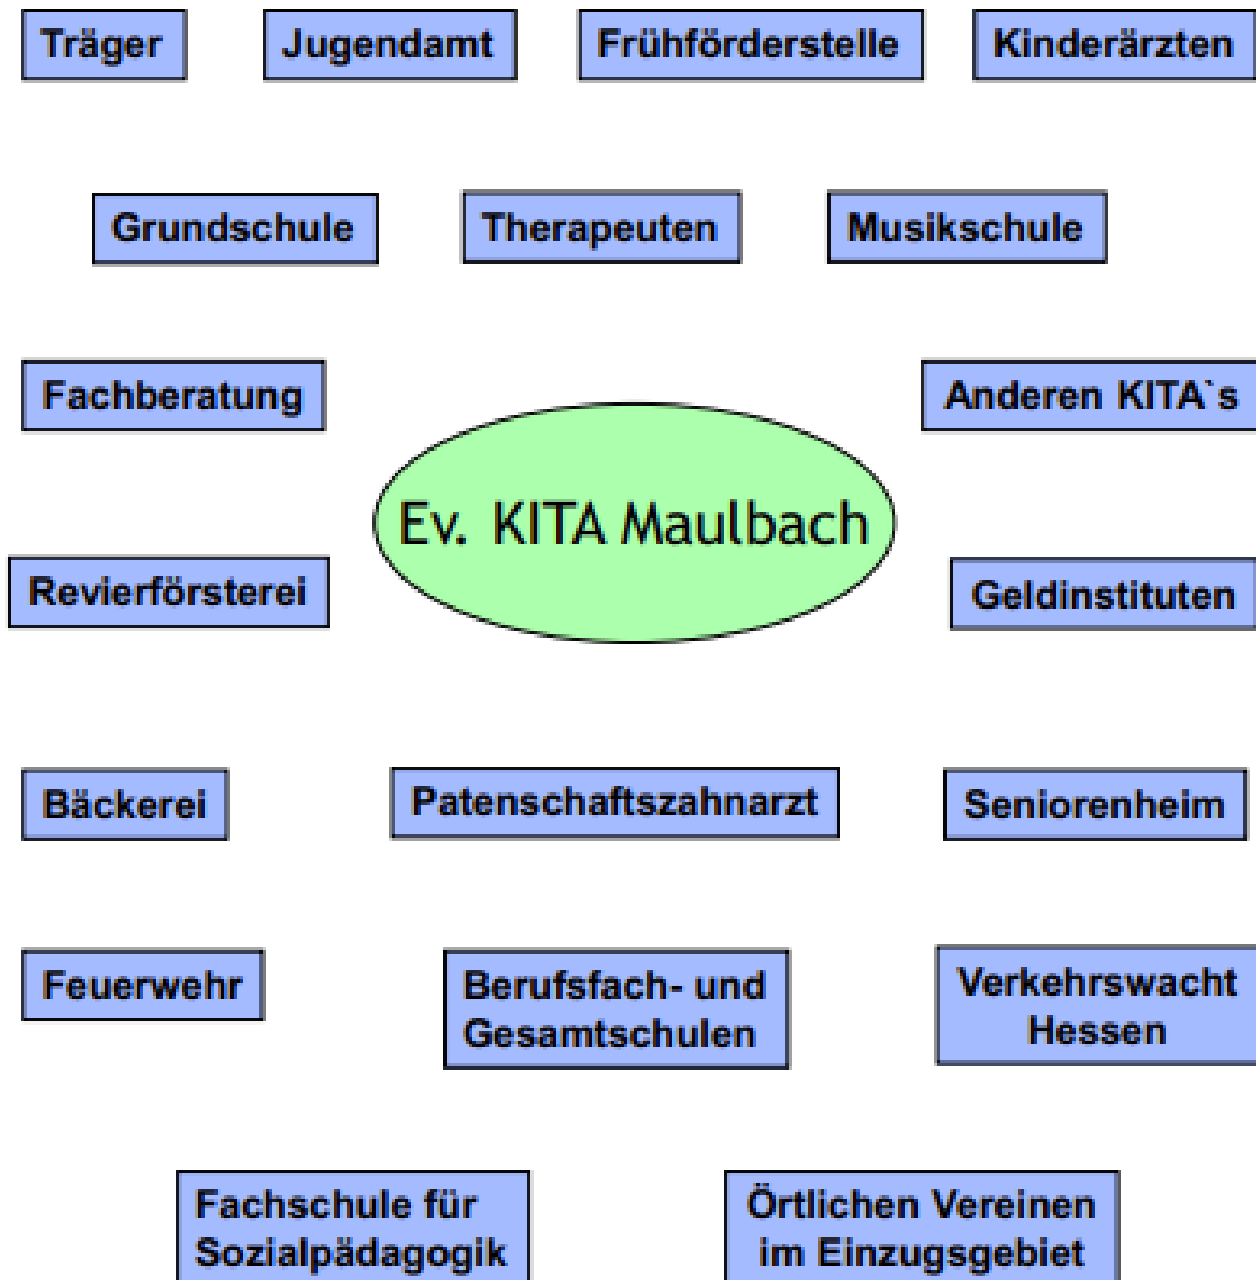 Träger
Jugendamt
Frühförderstelle
Kinderärzten
Grundschule
Therapeuten
Musikschule
Fachberatung
Anderen KITA`s
Ev. KITA Maulbach
Revierförsterei
Geldinstituten
Bäckerei
Patenschaftszahnarzt
Seniorenheim
Feuerwehr
Berufsfach- und
Gesamtschulen
Verkehrswacht
Hessen
Fachschule für
Sozialpädagogik
Örtlichen Vereinen
im Einzugsgebiet